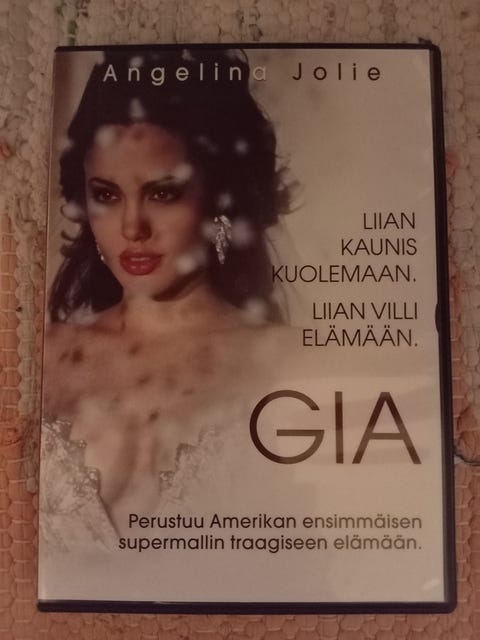 Angelina Jolie
LIIAN
KAUNIS
KUOLEMAAN.
LIIAN VILLI
ELÄMÄÄN.
GIA
Perustuu Amerikan ensimmäisen
supermallin traagiseen elämään.